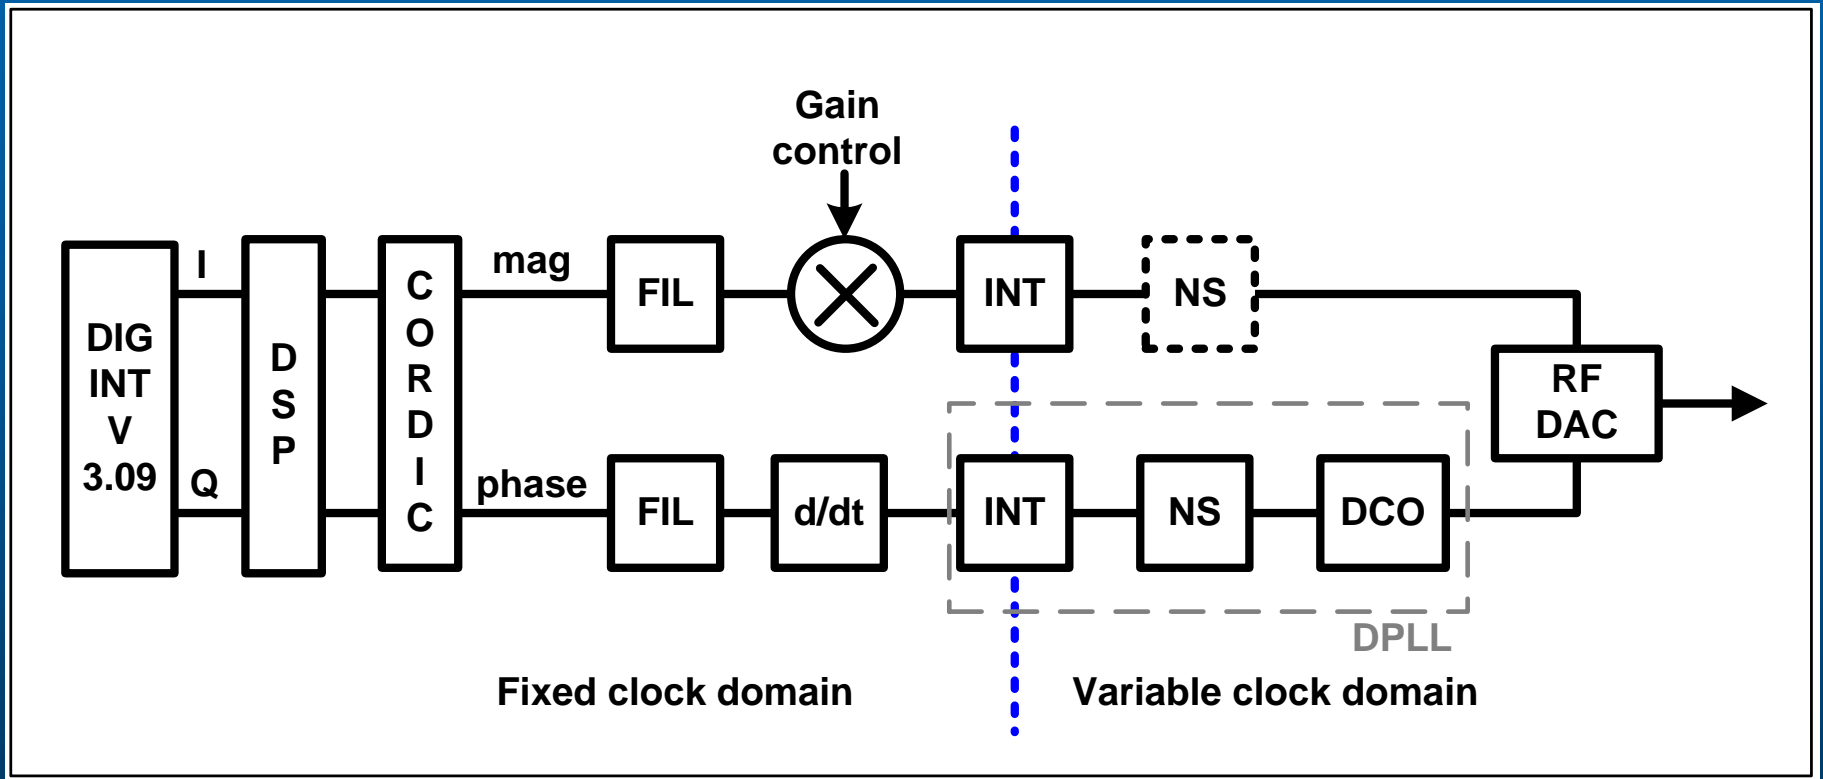 Gain
control
I
mag
FIL
INT
NS
DIG
INT
V
3.09
D
S
P
C
O
R
D
I
C
RF
DAC
Q
phase
FIL
d/dt
INT
NS
DCO
DPLL
Fixed clock domain
Variable clock domain